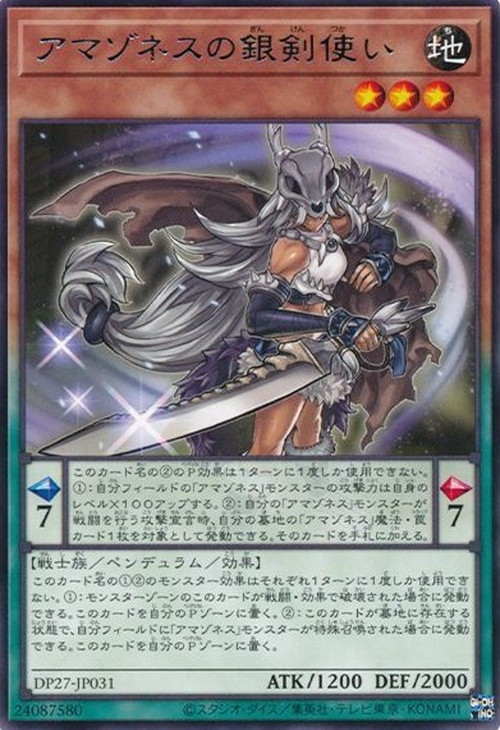 アマゾネスの銀剣使い
地
7
7
このカード名の②のP効果は1ターンに1度しか使用できない。
①:自分フィールドの「アマゾネス」モンスターの攻撃力は自身の
レベル×100アップする。②:自分の「アマゾネス」モンスターが
戦闘を行う攻撃宣言時、自分の墓地の「アマゾネス」魔法・罠
カード1枚を対象として発動できる。そのカードを手札に加える。
【戦士族/ペンデュラム/効果】
このカード名の①②のモンスター効果はそれぞれ1ターンに1度しか使用でき
ない。①:モンスターゾーンのこのカードが戦闘・効果で破壊された場合に発動
できる。このカードを自分のPゾーンに置く。②:このカードが墓地に存在する
状態で、自分フィールドに「アマゾネス」モンスターが特殊召喚された場合に発動
できる。このカードを自分のPゾーンに置く。
DP27-JP031
ATK/1200 DEF/2000
24087580
©スタジオ・ダイス/集英社・テレビ東京・KONAMI